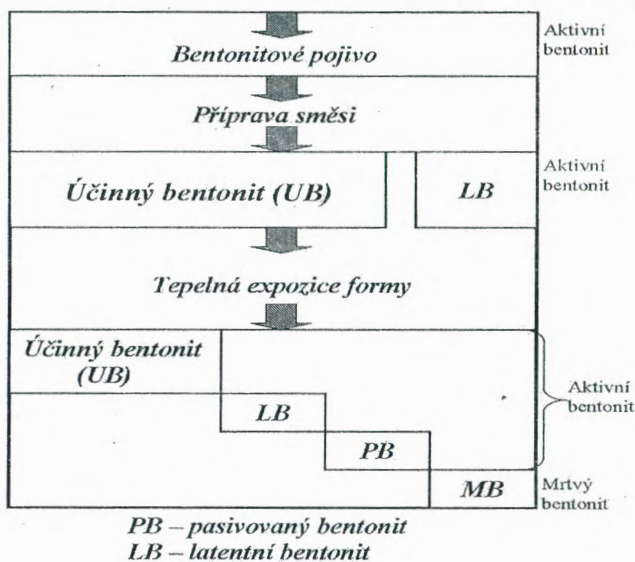 Aktivní
bentonit
Bentonitové pojivo
Příprava směsi
Účinný bentonit (UB)
LB
Aktivní
bentonit
Tepelná expozice formy
Účinný bentonit
(UB)
LB
PB
MB
Aktivní
bentonit
Mrtvý
bentonit
PB – pasivovaný bentonit
LB – latentní bentonit